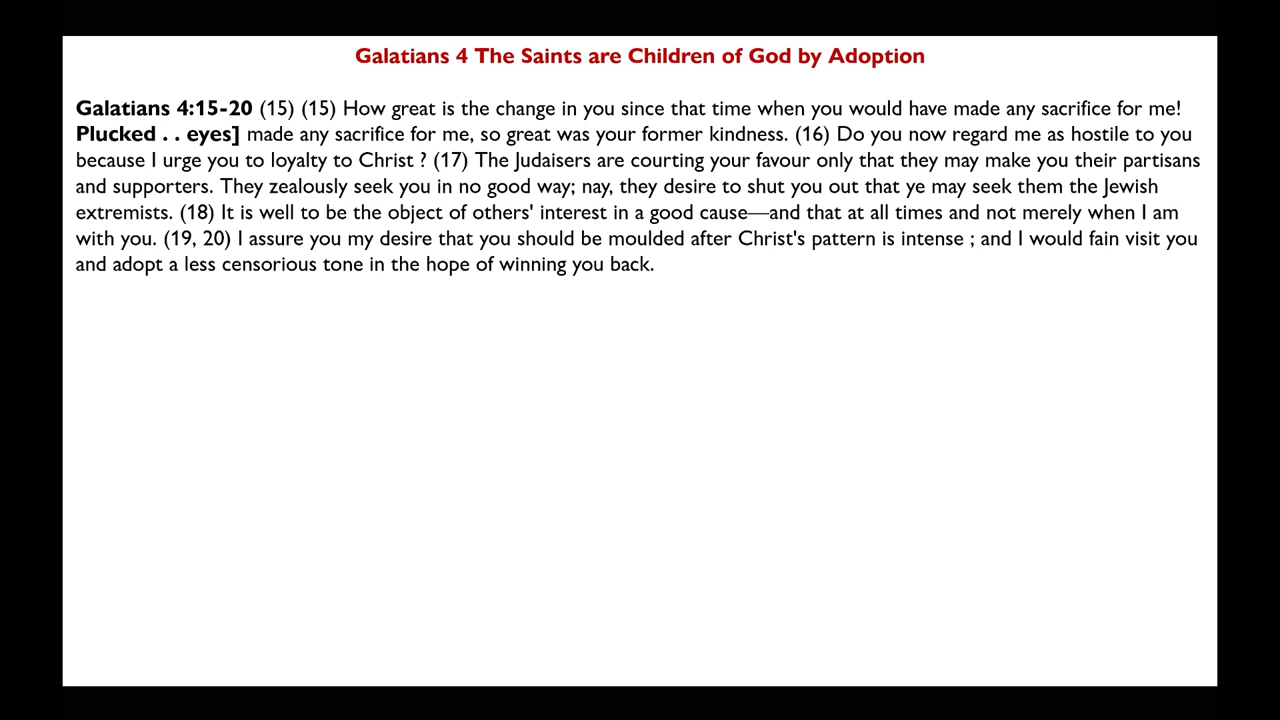 Galatians 4 The Saints are Children of God by Adoption
Galatians 4:15-20 (15) (15) How great is the change in you since that time when you would have made any sacrifice for me!
Plucked . . eyes] made any sacrifice for me, so great was your former kindness. (16) Do you now regard me as hostile to you
because I urge you to loyalty to Christ ? (17) The Judaisers are courting your favour only that they may make you their partisans
and supporters. They zealously seek you in no good way; nay, they desire to shut you out that ye may seek them the Jewish
extremists. (18) It is well to be the object of others' interest in a good cause—and that at all times and not merely when I am
with you. (19, 20) I assure you my desire that you should be moulded after Christ's pattern is intense ; and I would fain visit you
and adopt a less censorious tone in the hope of winning you back.